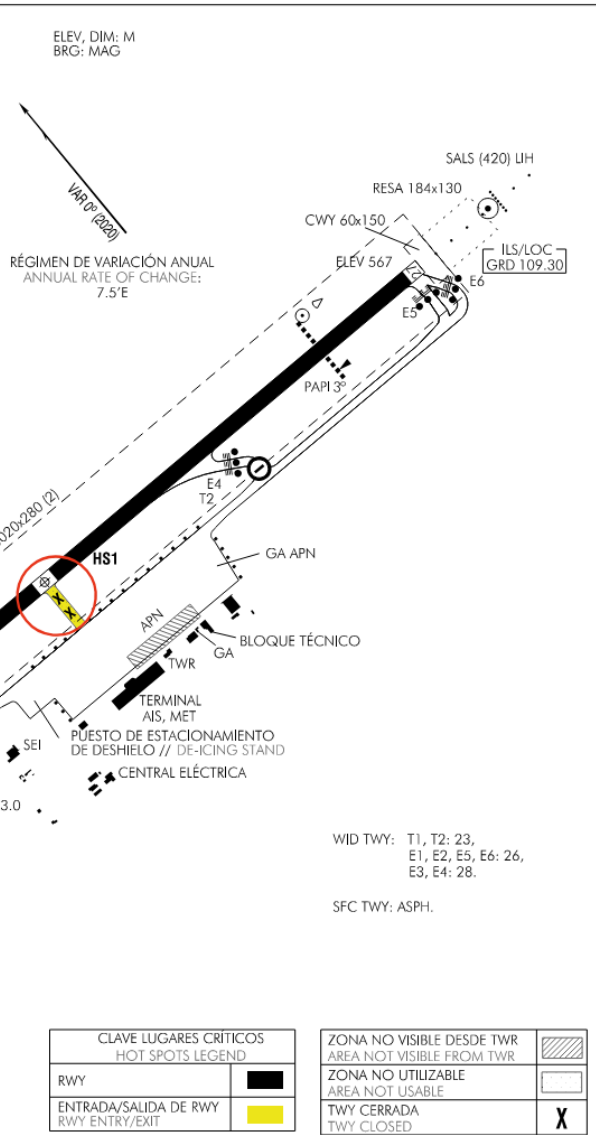 ELEV, DIM: M
BRG: MAG
VAR 0° (2020)
RÉGIMEN DE VARIACIÓN ANUAL
ANNUAL RATE OF CHANGE:
7.5'E
SALS (420) LIH
RESA 184x130
CWY 60x150
ELEV 567
ILS/LOC
GRD 109.30
22
E6
E5
PAPI 3°
E4
T2
020x280 (2)
HS1
GA APN
APN
BLOQUE TÉCNICO
GA
TWR
TERMINAL
AIS, MET
PUESTO DE ESTACIONAMIENTO
DE DESHIELO // DE-ICING STAND
SEI
CENTRAL ELÉCTRICA
3.0
WID TWY: T1, T2: 23,
E1, E2, E5, E6: 26,
E3, E4: 28.
SFC TWY: ASPH.
CLAVE LUGARES CRÍTICOS
HOT SPOTS LEGEND
RWY
ENTRADA/SALIDA DE RWY
RWY ENTRY/EXIT
ZONA NO VISIBLE DESDE TWR
AREA NOT VISIBLE FROM TWR
ZONA NO UTILIZABLE
AREA NOT USABLE
TWY CERRADA
TWY CLOSED
X